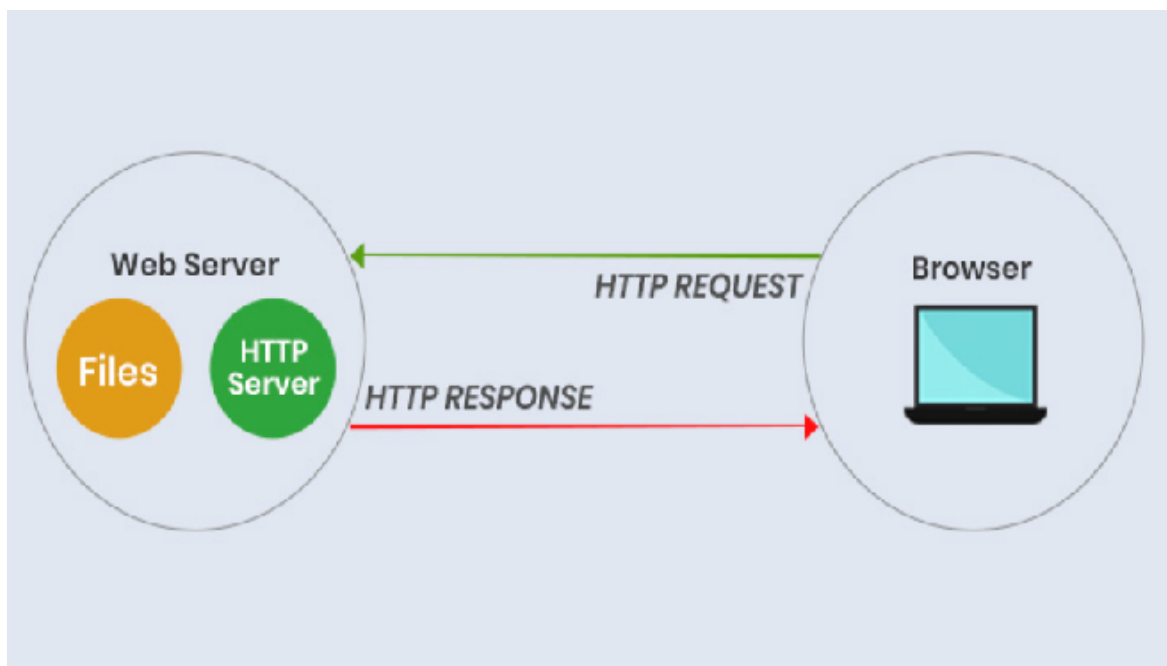 Web Server
Files
HTTP
Server
HTTP REQUEST
HTTP RESPONSE
Browser